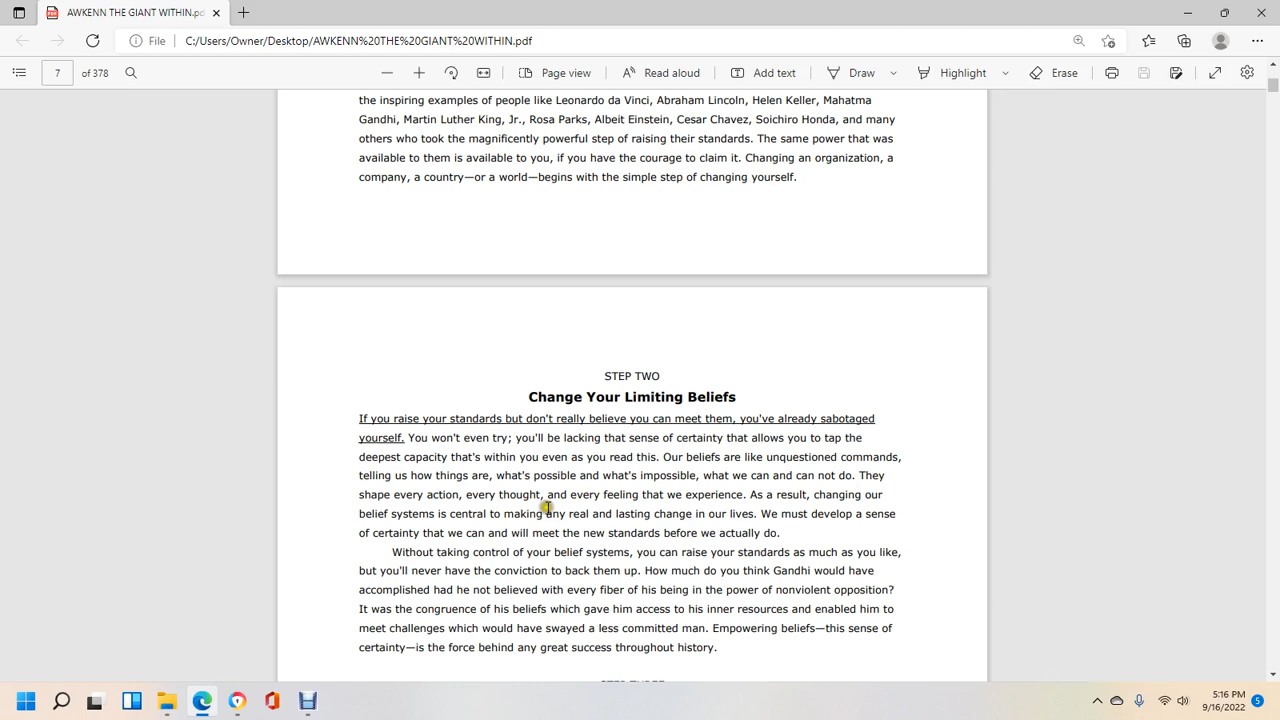 AWKENN THE GIANT WITHIN.pd
File
C:/Users/Owner/Desktop/AWKENN%20THE%20GIANT%20WITHIN.pdf
7 of 378
Page view
Read aloud
Add text
Draw
Highlight
Erase
the inspiring examples of people like Leonardo da Vinci, Abraham Lincoln, Helen Keller, Mahatma
Gandhi, Martin Luther King, Jr., Rosa Parks, Albeit Einstein, Cesar Chavez, Soichiro Honda, and many
others who took the magnificently powerful step of raising their standards. The same power that was
available to them is available to you, if you have the courage to claim it. Changing an organization, a
company, a country—or a world—begins with the simple step of changing yourself.
STEP TWO
Change Your Limiting Beliefs
If you raise your standards but don't really believe you can meet them, you've already sabotaged
yourself. You won't even try; you'll be lacking that sense of certainty that allows you to tap the
deepest capacity that's within you even as you read this. Our beliefs are like unquestioned commands,
telling us how things are, what's possible and what's impossible, what we can and can not do. They
shape every action, every thought, and every feeling that we experience. As a result, changing our
belief systems is central to making any real and lasting change in our lives. We must develop a sense
of certainty that we can and will meet the new standards before we actually do.
Without taking control of your belief systems, you can raise your standards as much as you like,
but you'll never have the conviction to back them up. How much do you think Gandhi would have
accomplished had he not believed with every fiber of his being in the power of nonviolent opposition?
It was the congruence of his beliefs which gave him access to his inner resources and enabled him to
meet challenges which would have swayed a less committed man. Empowering beliefs—this sense of
certainty—is the force behind any great success throughout history.
STEP THREE
5:16 PM
9/16/2022
5